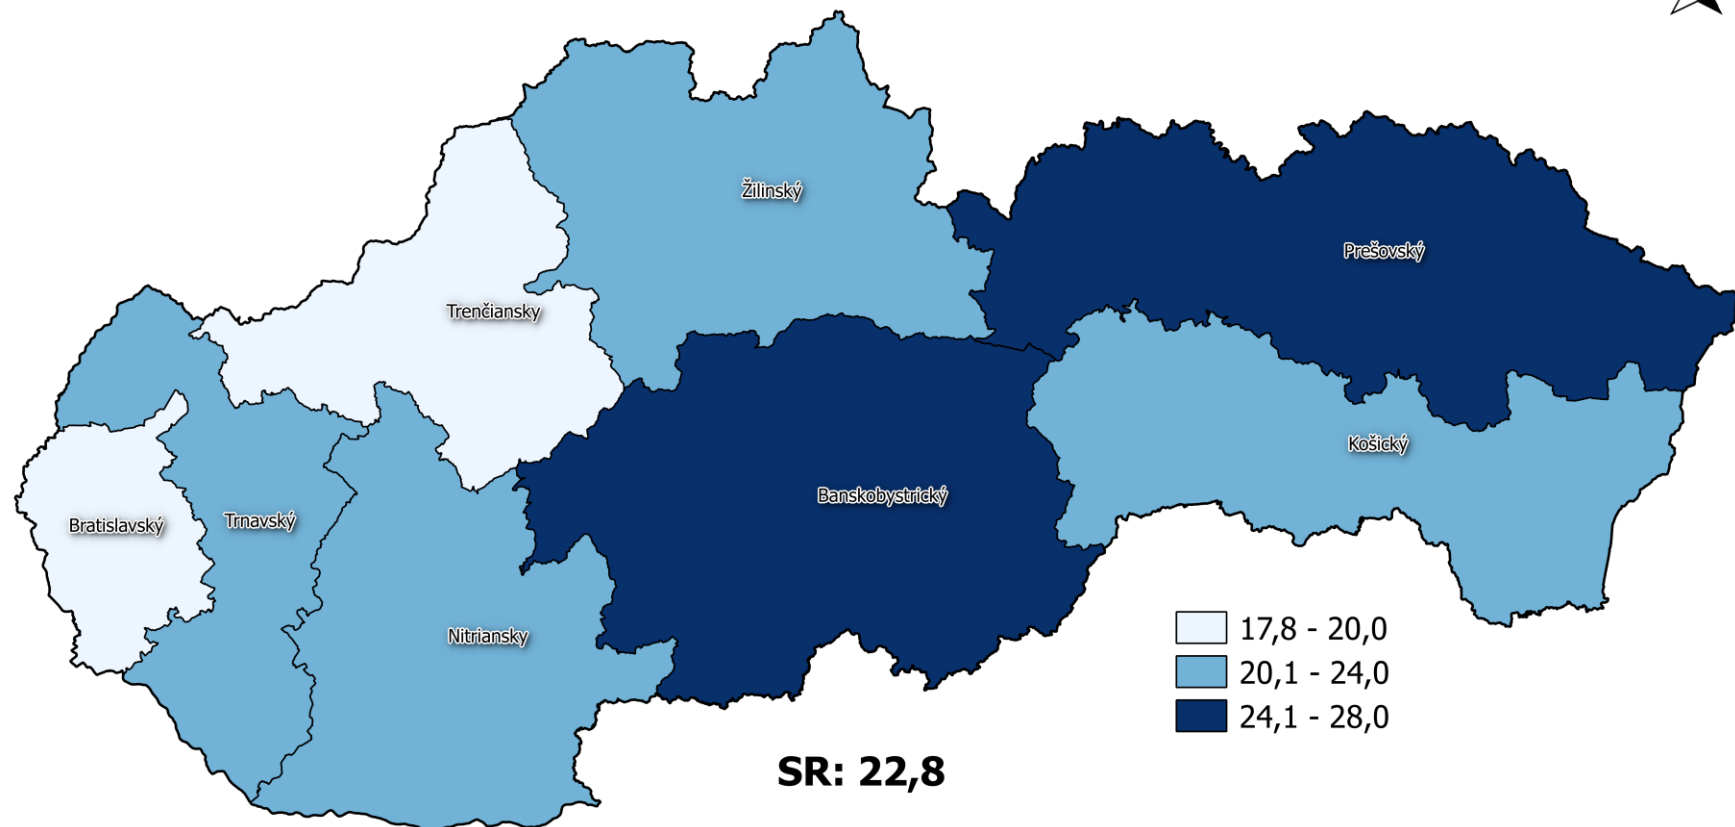 Žilinský
Prešovský
Trenčiansky
Košický
Banskobystrický
Trnavský
Bratislavský
Nitriansky
17,8 - 20,0
20,1 - 24,0
24,1 - 28,0
SR: 22,8